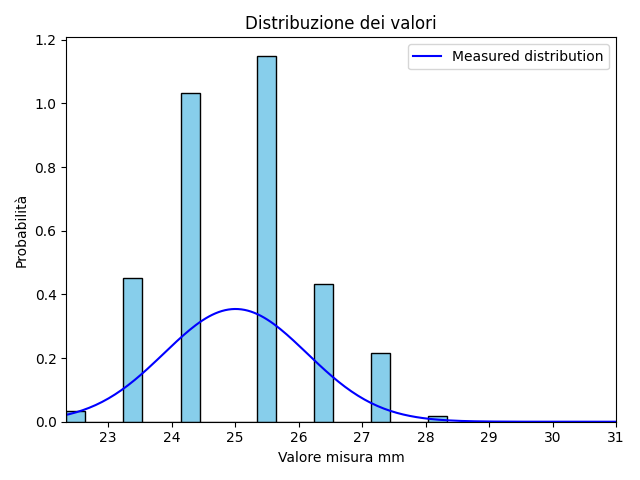 Distribuzione dei valori
Measured distribution
1.2
1.0
0.8
0.6
0.4
0.2
0.0
Probabilità
23 24 25 26 27 28 29 30 31
Valore misura mm